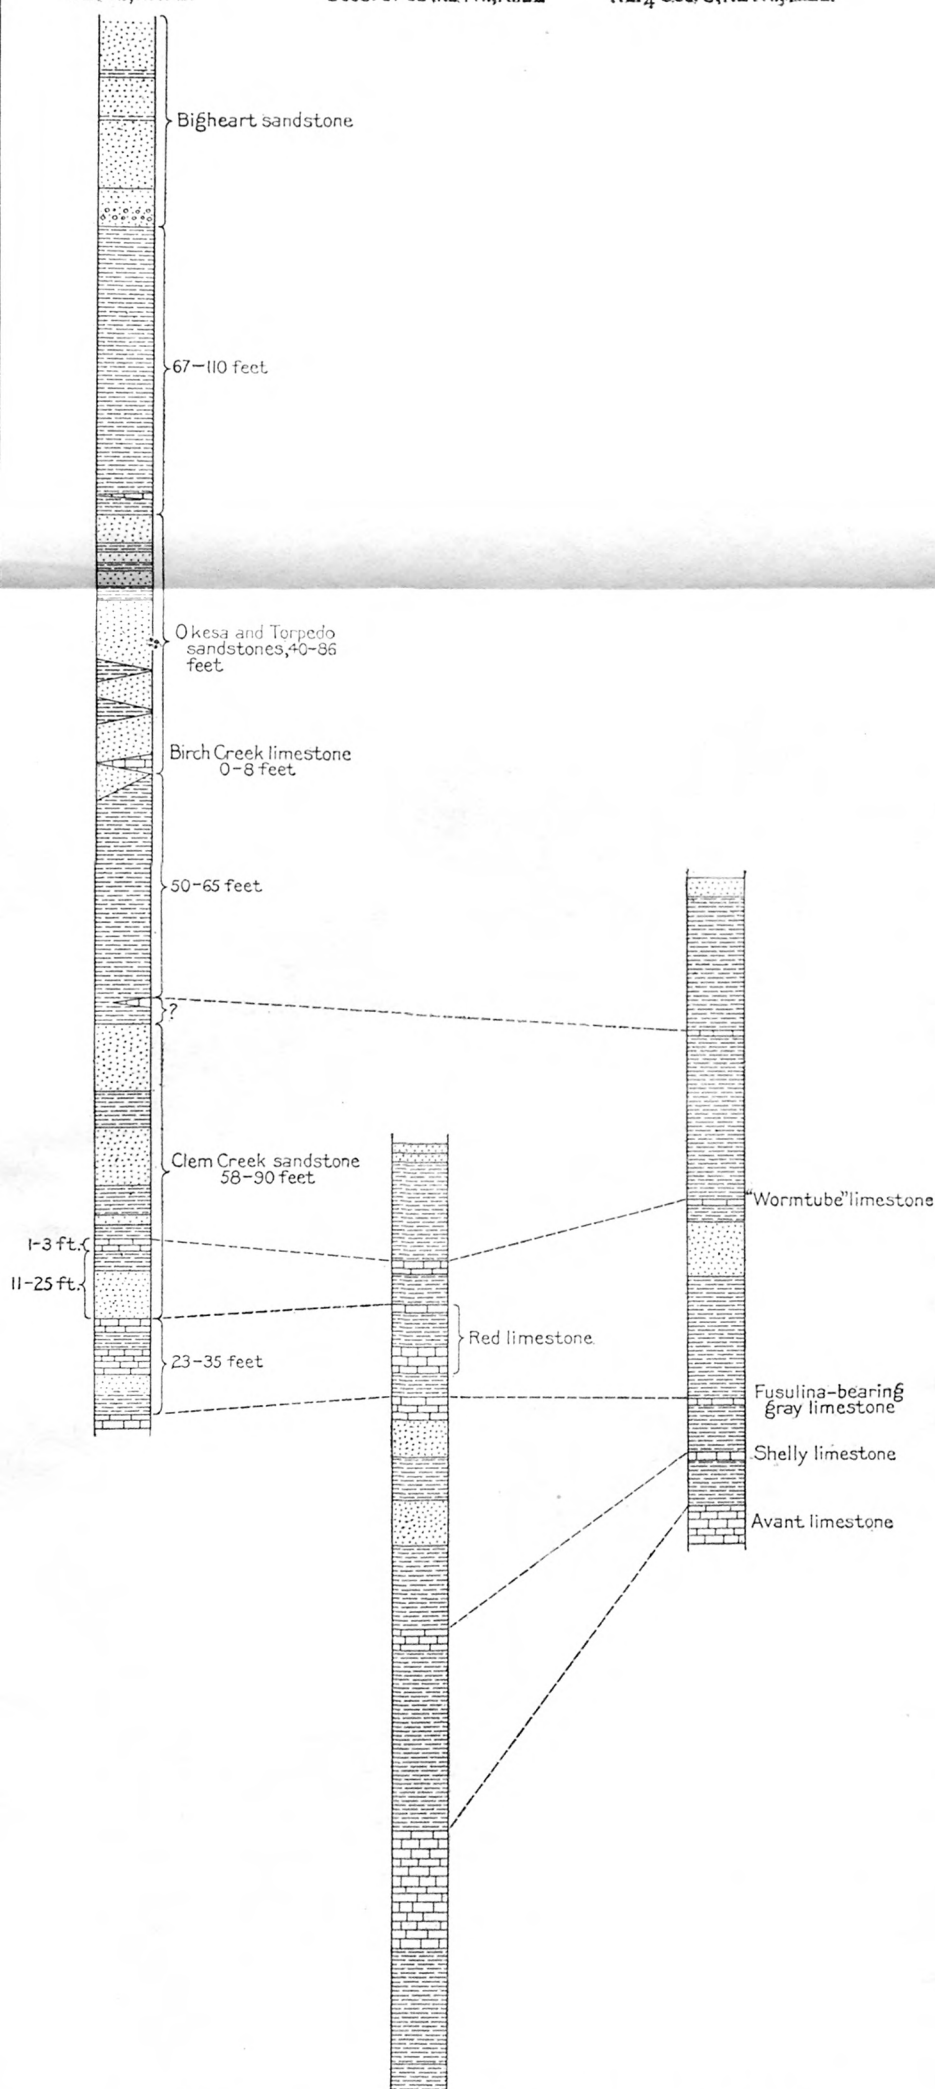 Bigheart sandstone
67-110 feet
Okesa and Torpedo
sandstones, 40-86
feet
Birch Creek limestone
0-8 feet
50-65 feet
?
Clem Creek sandstone
58-90 feet
1-3 ft.
11-25 ft.
23-35 feet
Red limestone
"Wormtube" limestone
Fusulina-bearing
gray limestone
Shelly limestone
Avant limestone